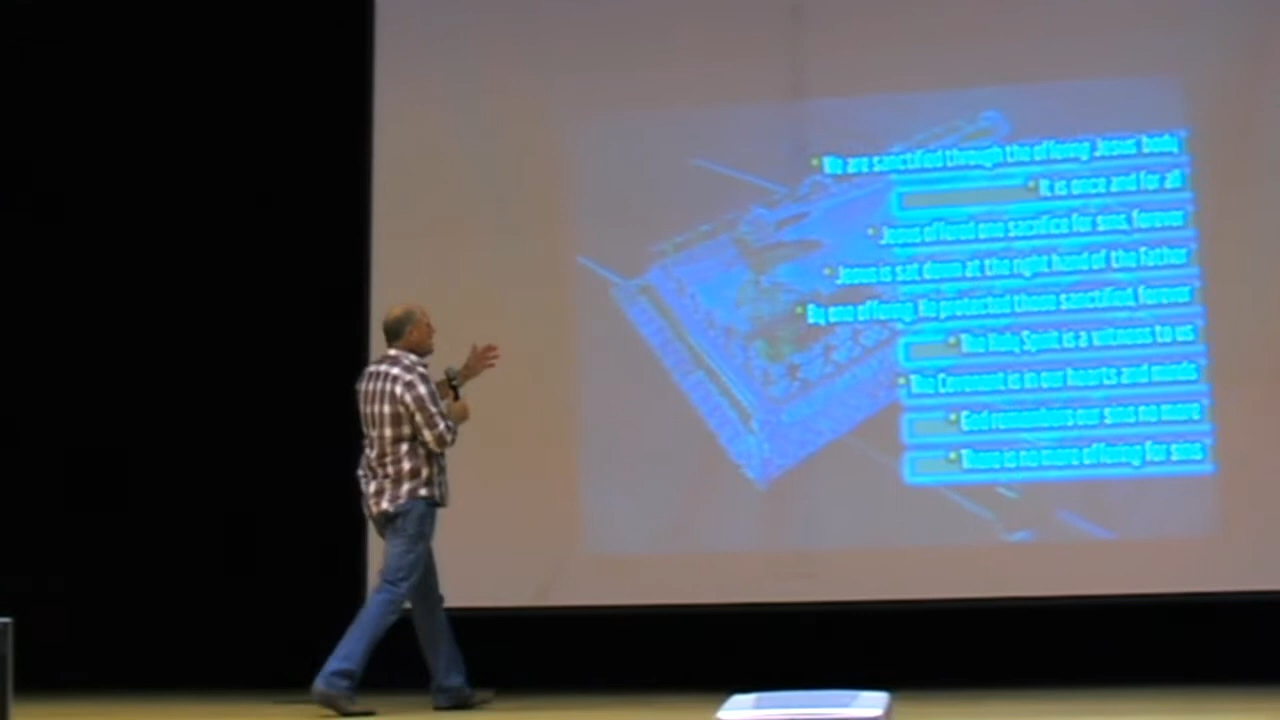 * We are sanctified through the offering Jesus' body
* It is once and for all
* Jesus offered one sacrifice for sins, forever
* Jesus is sat down at the right hand of the Father
* By one offering, He protected them sanctified, forever
* The Holy Spirit is a witness to us
* The Covenent is in our hearts and minds
* God remembers our sins no more
* There is no more offering for sins